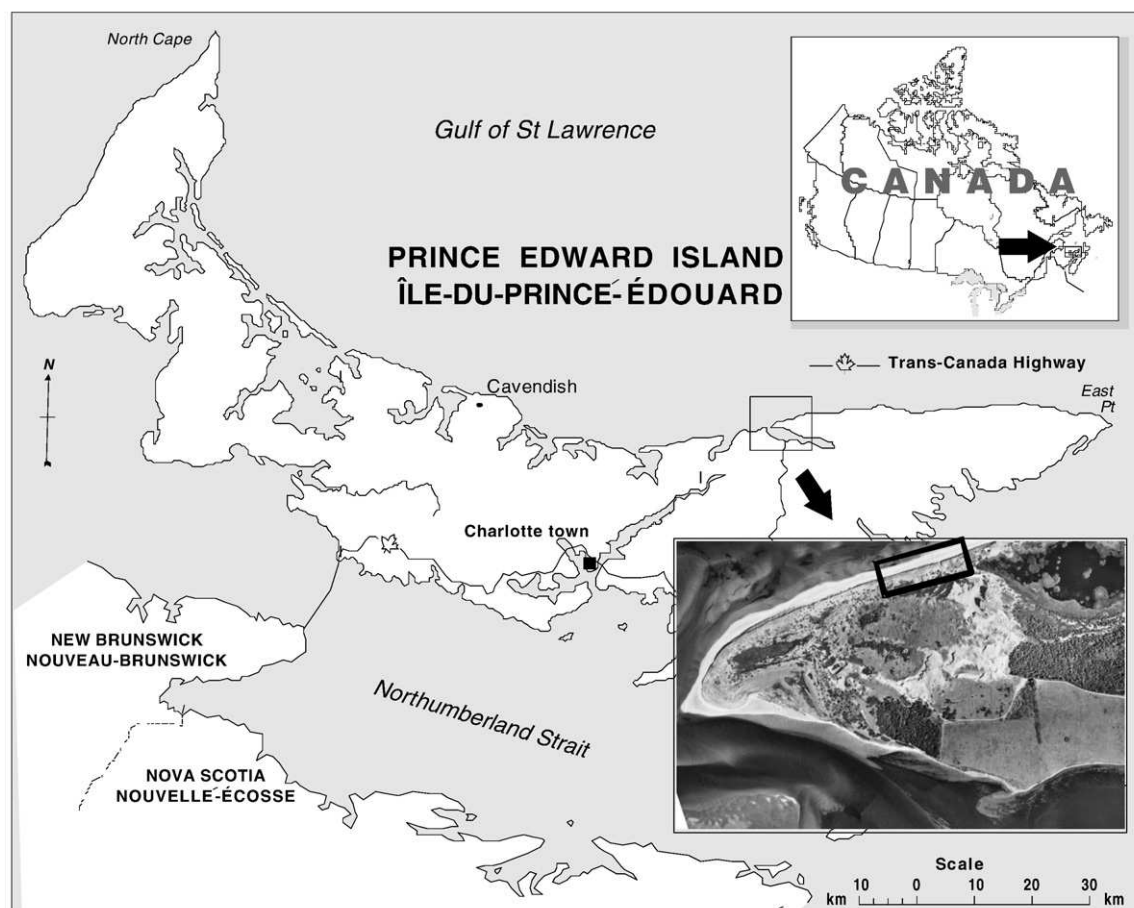 North Cape
Gulf of St Lawrence
CANADA
PRINCE EDWARD ISLAND
ÎLE-DU-PRINCE-ÉDOUARD
N
Trans-Canada Highway
Cavendish
East
Pt
Charlotte town
NEW BRUNSWICK
NOUVEAU-BRUNSWICK
Northumberland Strait
NOVA SCOTIA
NOUVELLE-ÉCOSSE
Scale
10 0 10 20 30
km km